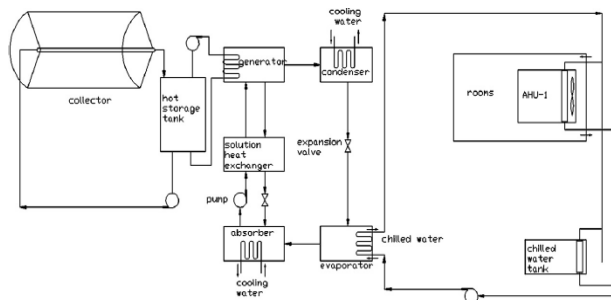 cooling
water
generator
condenser
collector
hot
storage
tank
rooms
AHU-1
solution
heat
exchanger
expansion
valve
pump
absorber
chilled water
evaporator
cooling
water
chilled
water
tank